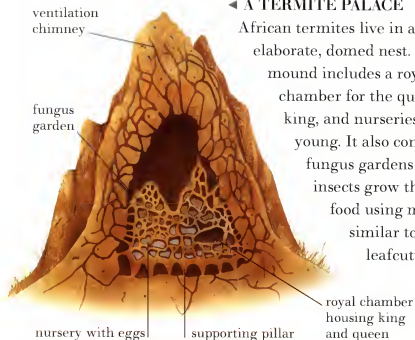 ◄ A TERMITE PALACE
African termites live in a
elaborate, domed nest.
mound includes a roy
chamber for the qu
king, and nurseries
young. It also con
fungus gardens
insects grow th
food using m
similar to
leafcut
ventilation
chimney
fungus
garden
royal chamber
housing king
and queen
nursery with eggs
supporting pillar